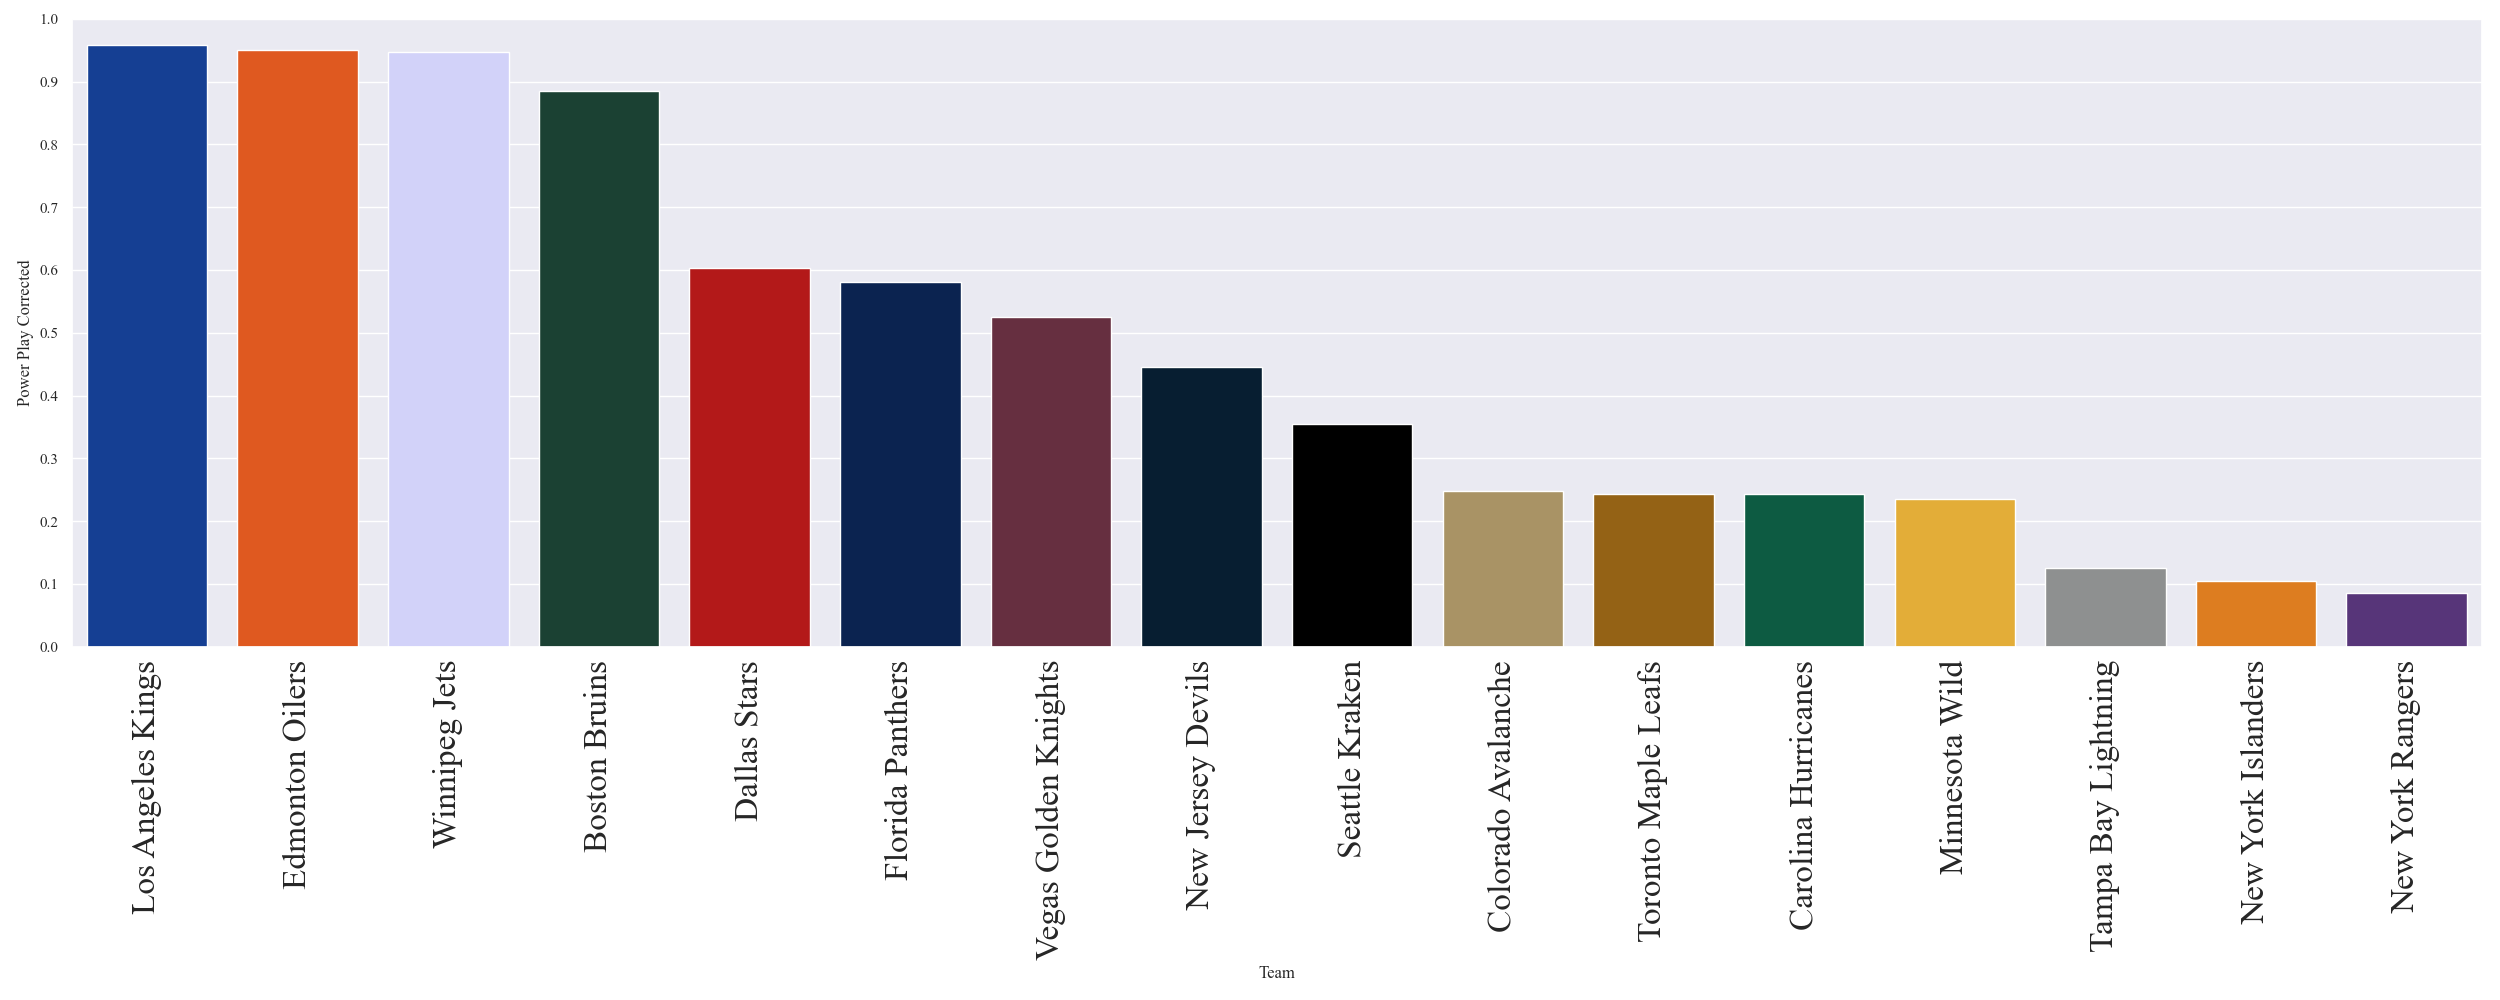 1.0
0.9
0.8
0.7
0.6
0.5
0.4
0.3
0.2
0.1
0.0
Power Play Corrected
Los Angeles Kings
Edmonton Oilers
Winnipeg Jets
Boston Bruins
Dallas Stars
Florida Panthers
Vegas Golden Knights
New Jersey Devils
Seattle Kraken
Colorado Avalanche
Toronto Maple Leafs
Carolina Hurricanes
Minnesota Wild
Tampa Bay Lightning
New York Islanders
New York Rangers
Team